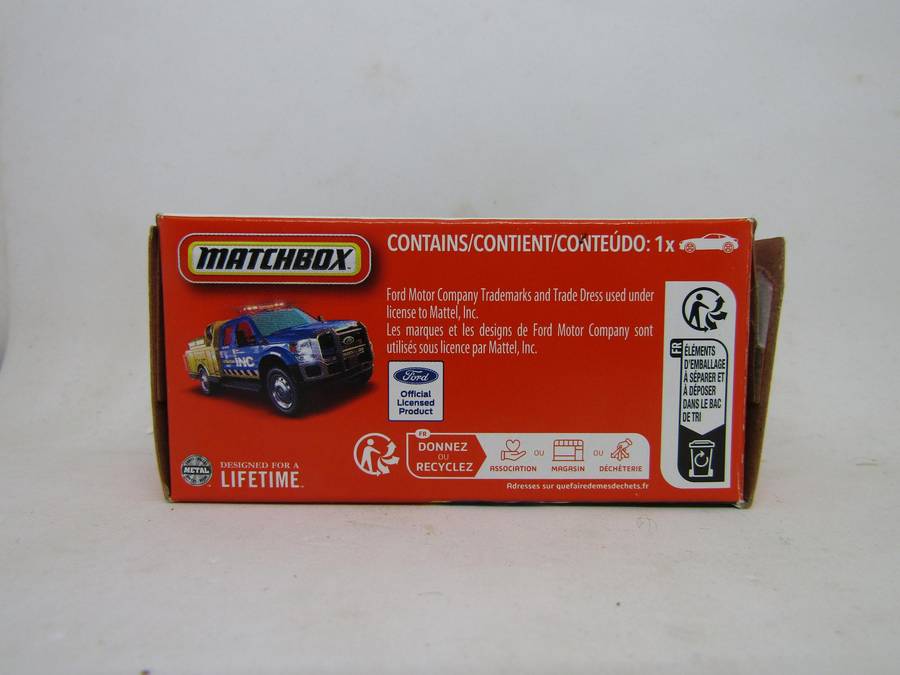 MATCHBOX
CONTAINS/CONTIENT/CONTEÚDO: 1x
Ford Motor Company Trademarks and Trade Dress used under
license to Mattel, Inc.
Les marques et les designs de Ford Motor Company sont
utilisés sous licence par Mattel, Inc.
Ford
Official
Licensed
Product
INC
METAL
DESIGNED FOR A
LIFETIME™
FR
DONNEZ
OU
RECYCLEZ
ASSOCIATION
OU
MAGASIN
OU
DÉCHÈTERIE
Adresses sur quefairedemesdechets.fr
FR
ÉLÉMENTS
D'EMBALLAGE
À SÉPARER ET
À DÉPOSER
DANS LE BAC
DE TRI